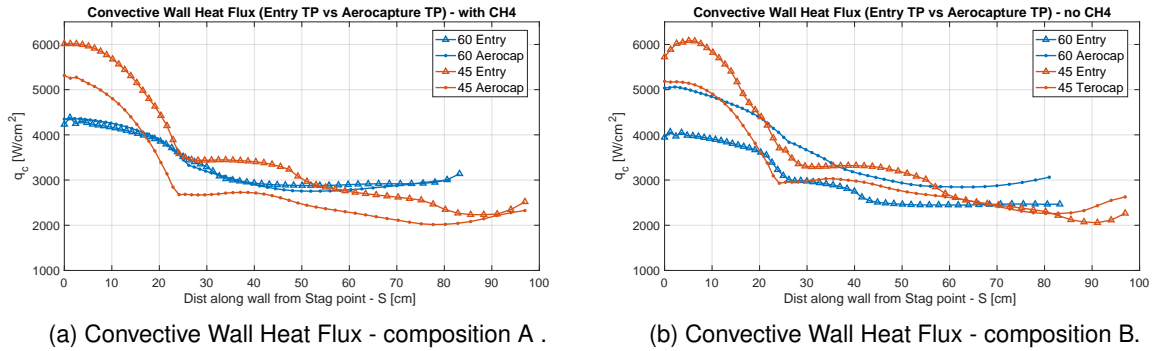 Convective Wall Heat Flux (Entry TP vs Aerocapture TP) - with CH4
6000
5000
4000
3000
2000
1000
q_c [W/cm^2]
0 10 20 30 40 50 60 70 80 90 100
Dist along wall from Stag point - S [cm]
60 Entry
60 Aerocap
45 Entry
45 Aerocap
(a) Convective Wall Heat Flux - composition A .
Convective Wall Heat Flux (Entry TP vs Aerocapture TP) - no CH4
6000
5000
4000
3000
2000
1000
q_c [W/cm^2]
0 10 20 30 40 50 60 70 80 90 100
Dist along wall from Stag point - S [cm]
60 Entry
60 Aerocap
45 Entry
45 Terocap
(b) Convective Wall Heat Flux - composition B.